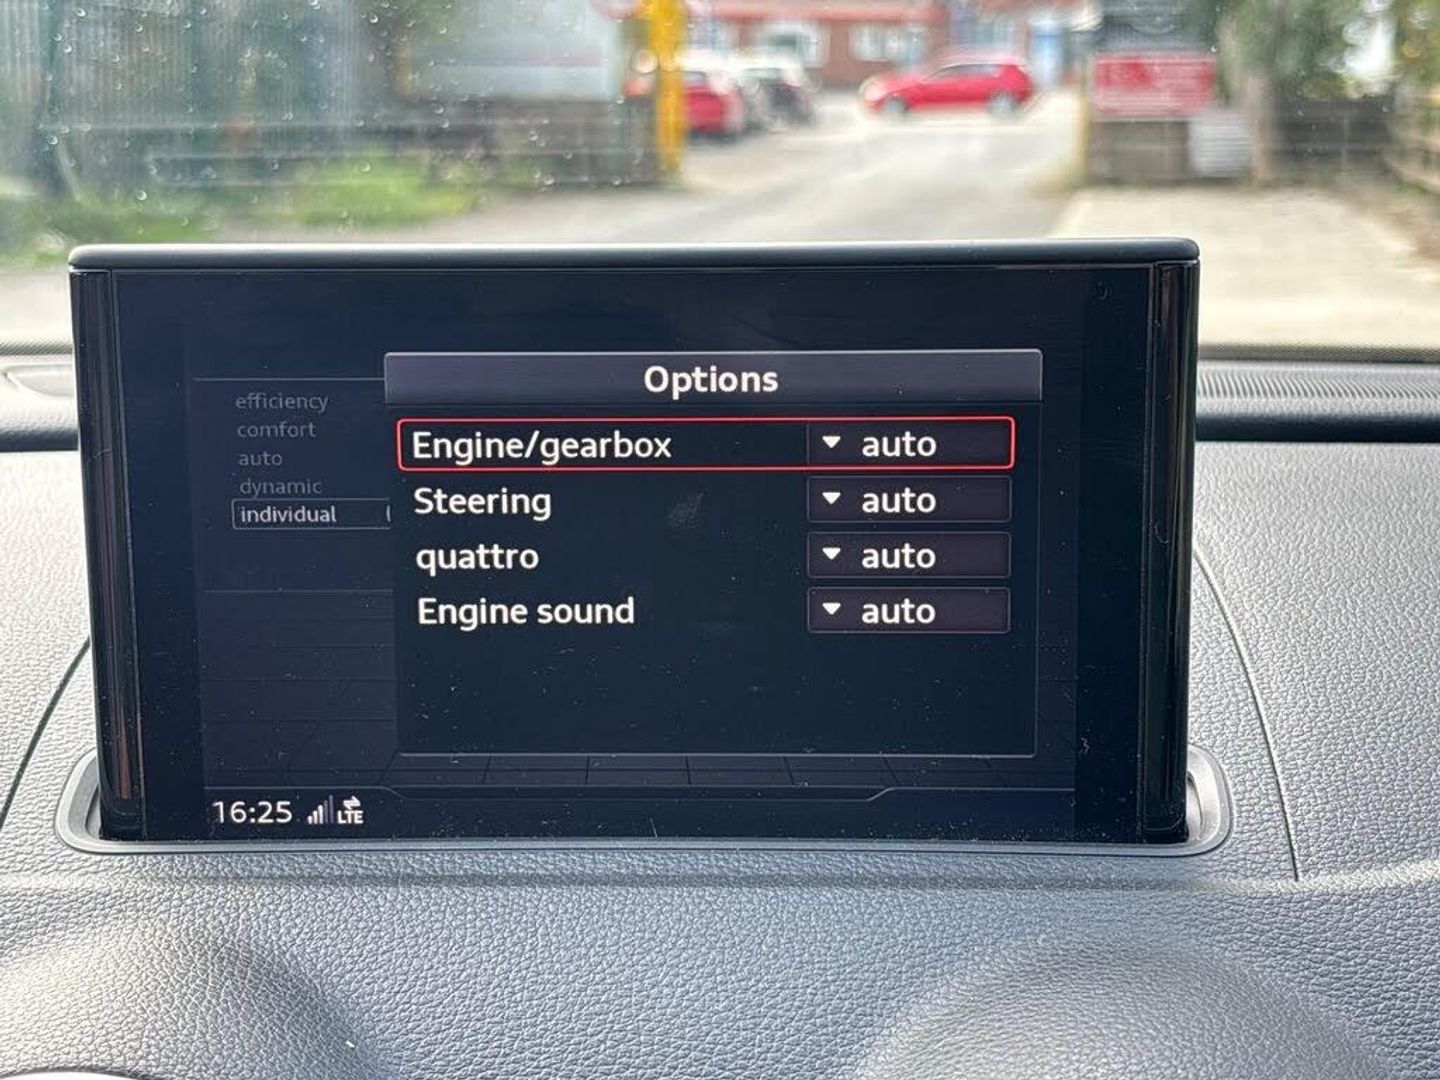 Options
efficiency
comfort
auto
dynamic
individual
Engine/gearbox auto
Steering auto
quattro auto
Engine sound auto
16:25 LTE